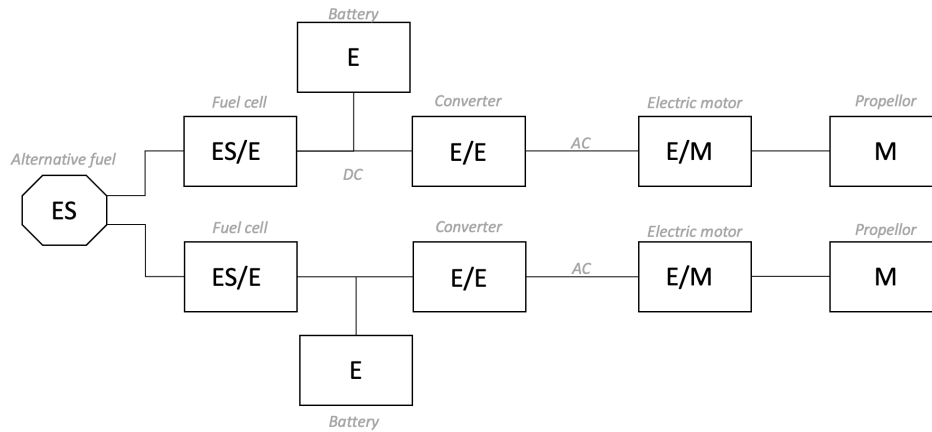 Battery
E
Fuel cell
Converter
Electric motor
Propellor
ES/E
E/E
AC
E/M
M
DC
Alternative fuel
ES
Fuel cell
Converter
Electric motor
Propellor
ES/E
E/E
AC
E/M
M
E
Battery